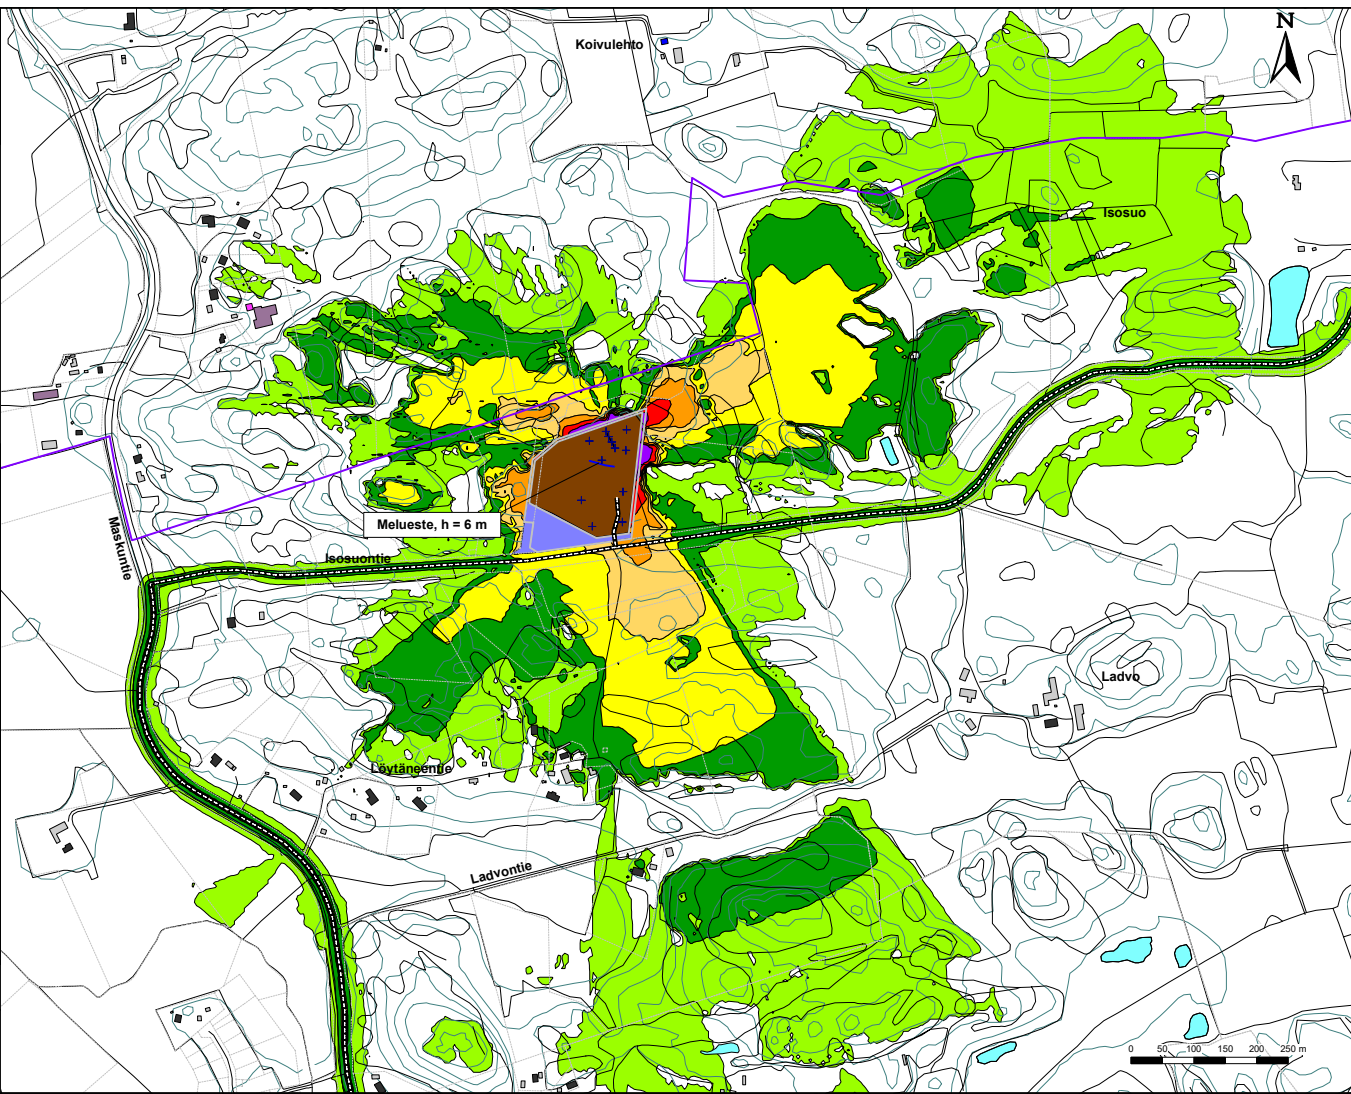 N
Koivulehto
Isosuo
Melueste, h = 6 m
Maskuntie
Isosuontie
Ladvo
Löytäneentie
Ladvontie
0 50 100 150 200 250 m